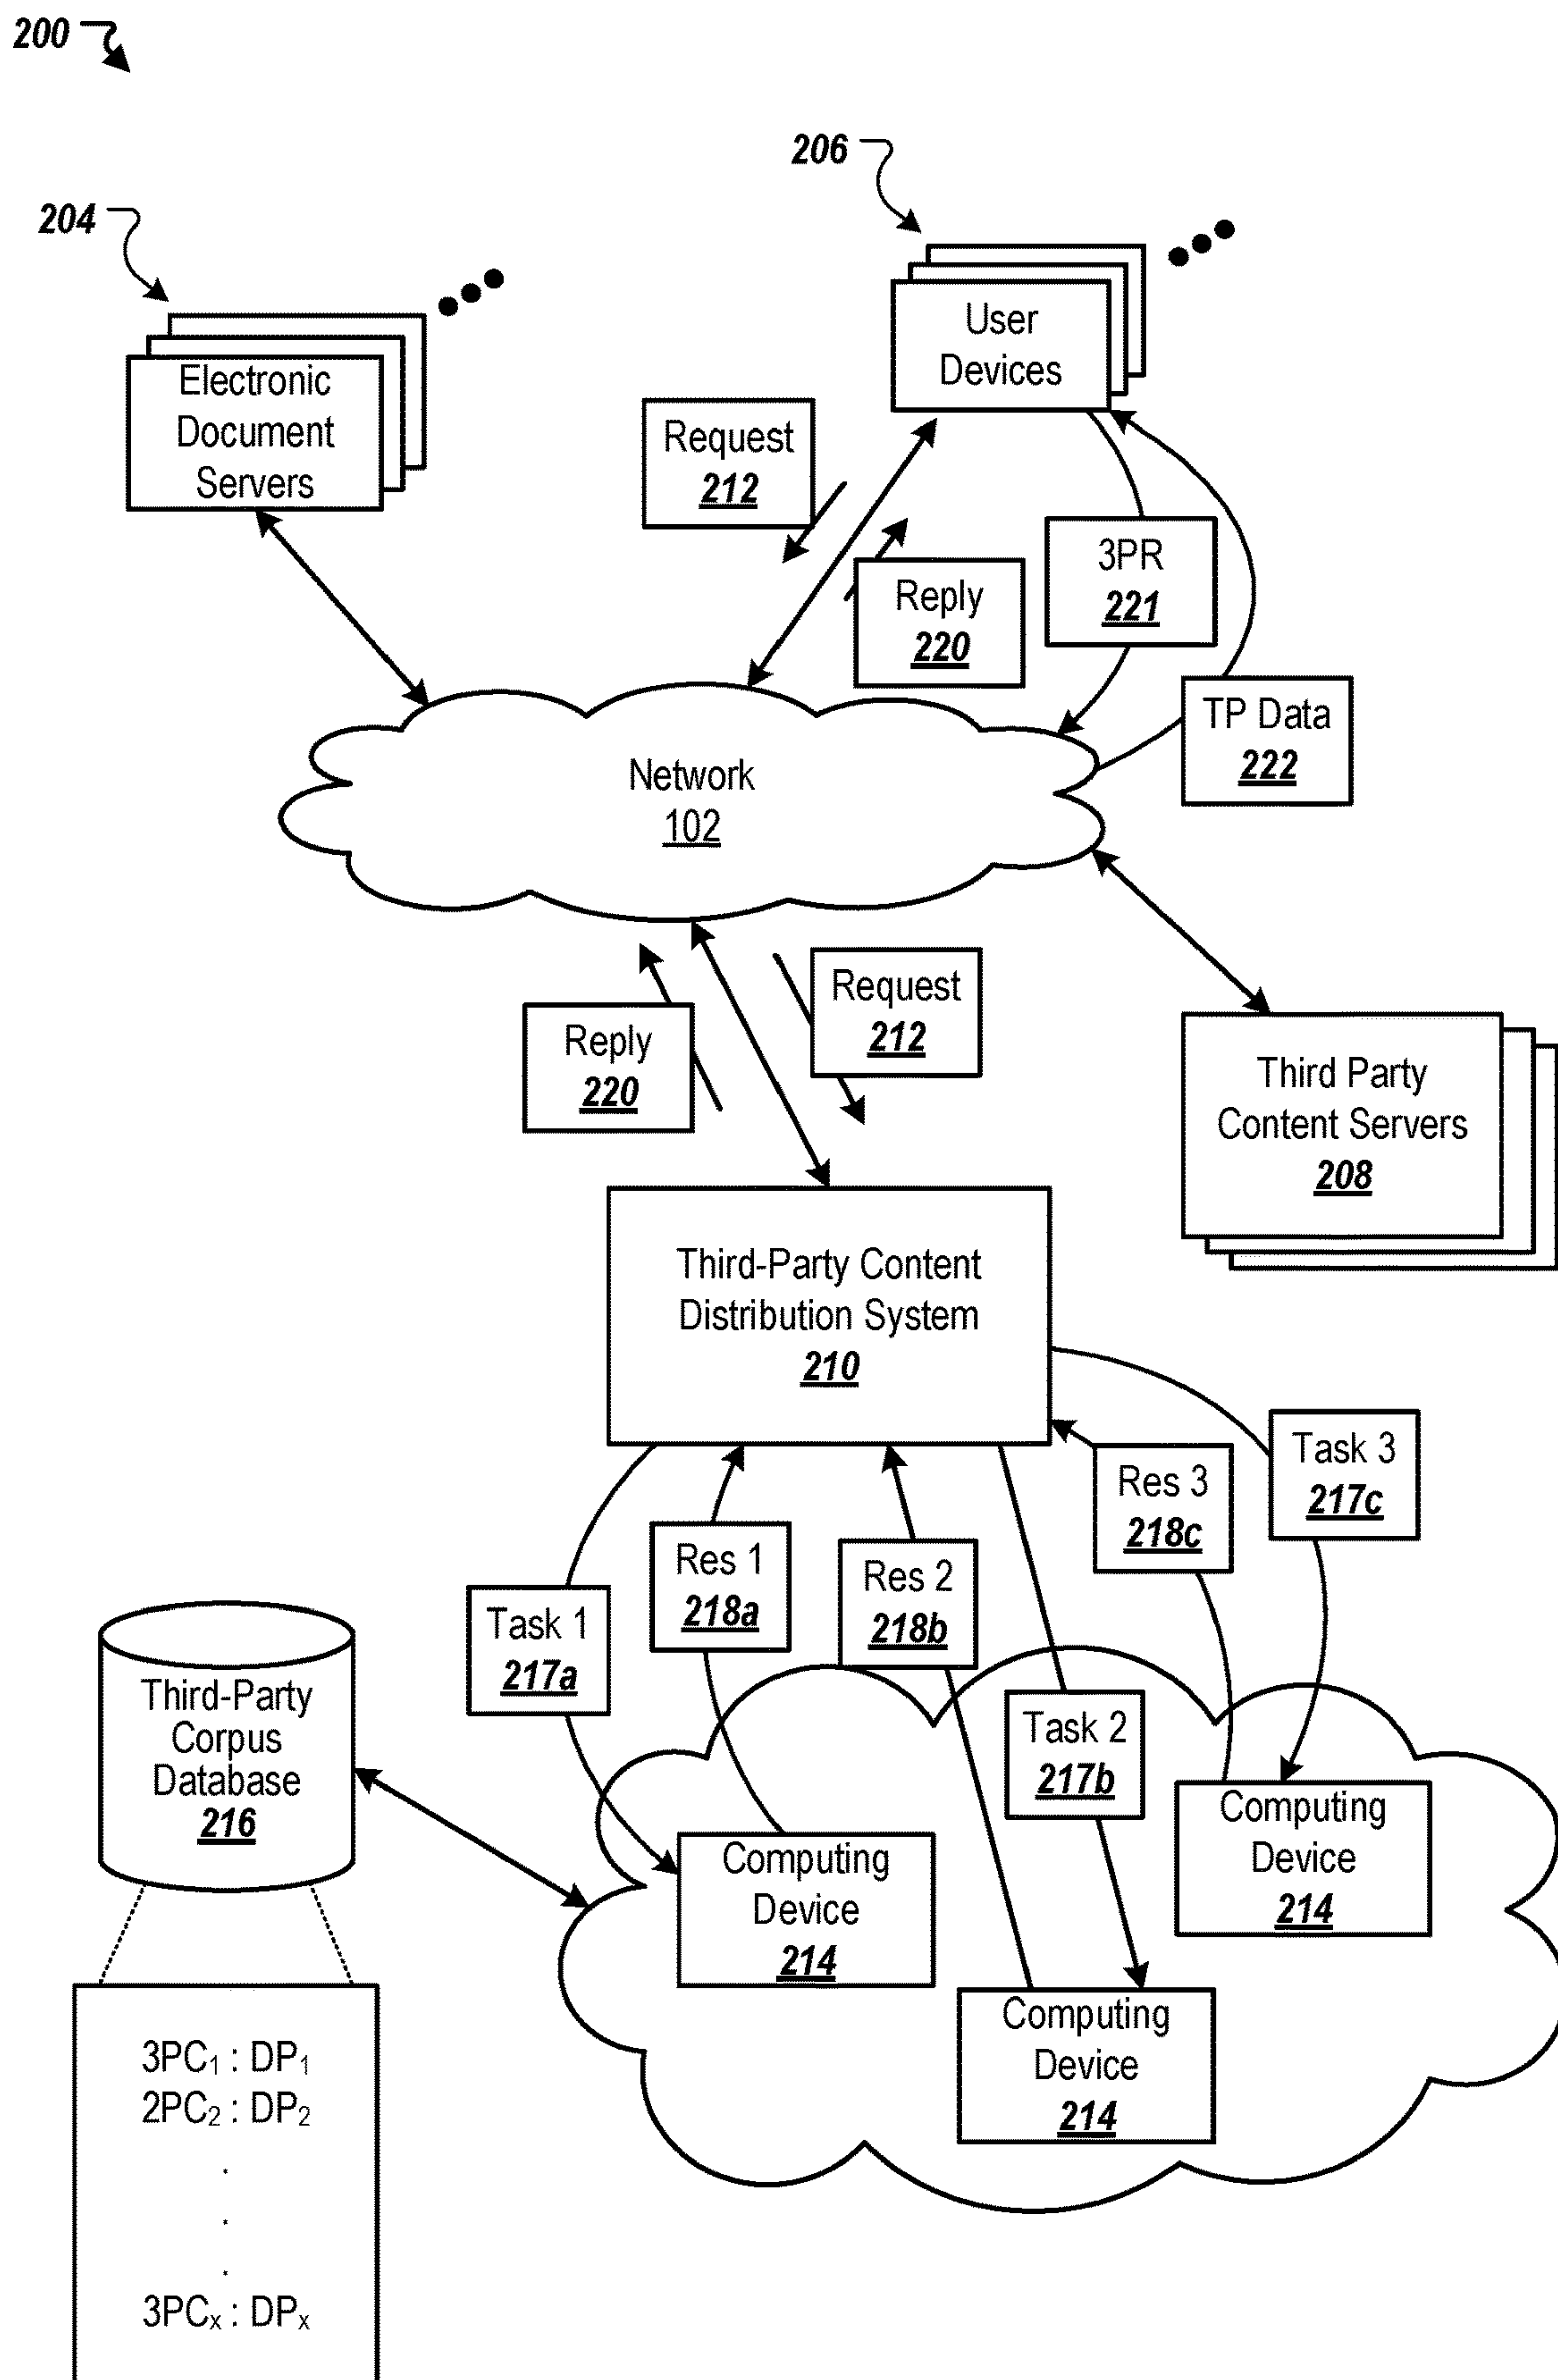 200
206
204
User
Devices
Electronic
Document
Servers
Request
212
3PR
221
Reply
220
TP Data
222
Network
102
Request
212
Reply
220
Third Party
Content Servers
208
Third-Party Content
Distribution System
210
Task 3
217c
Res 3
218c
Res 1
218a
Res 2
218b
Task 1
217a
Third-Party
Corpus
Database
216
Task 2
217b
Computing
Device
214
Computing
Device
214
Computing
Device
214
3PC₁ : DP₁
2PC₂ : DP₂
.
.
.
3PCₓ : DPₓ